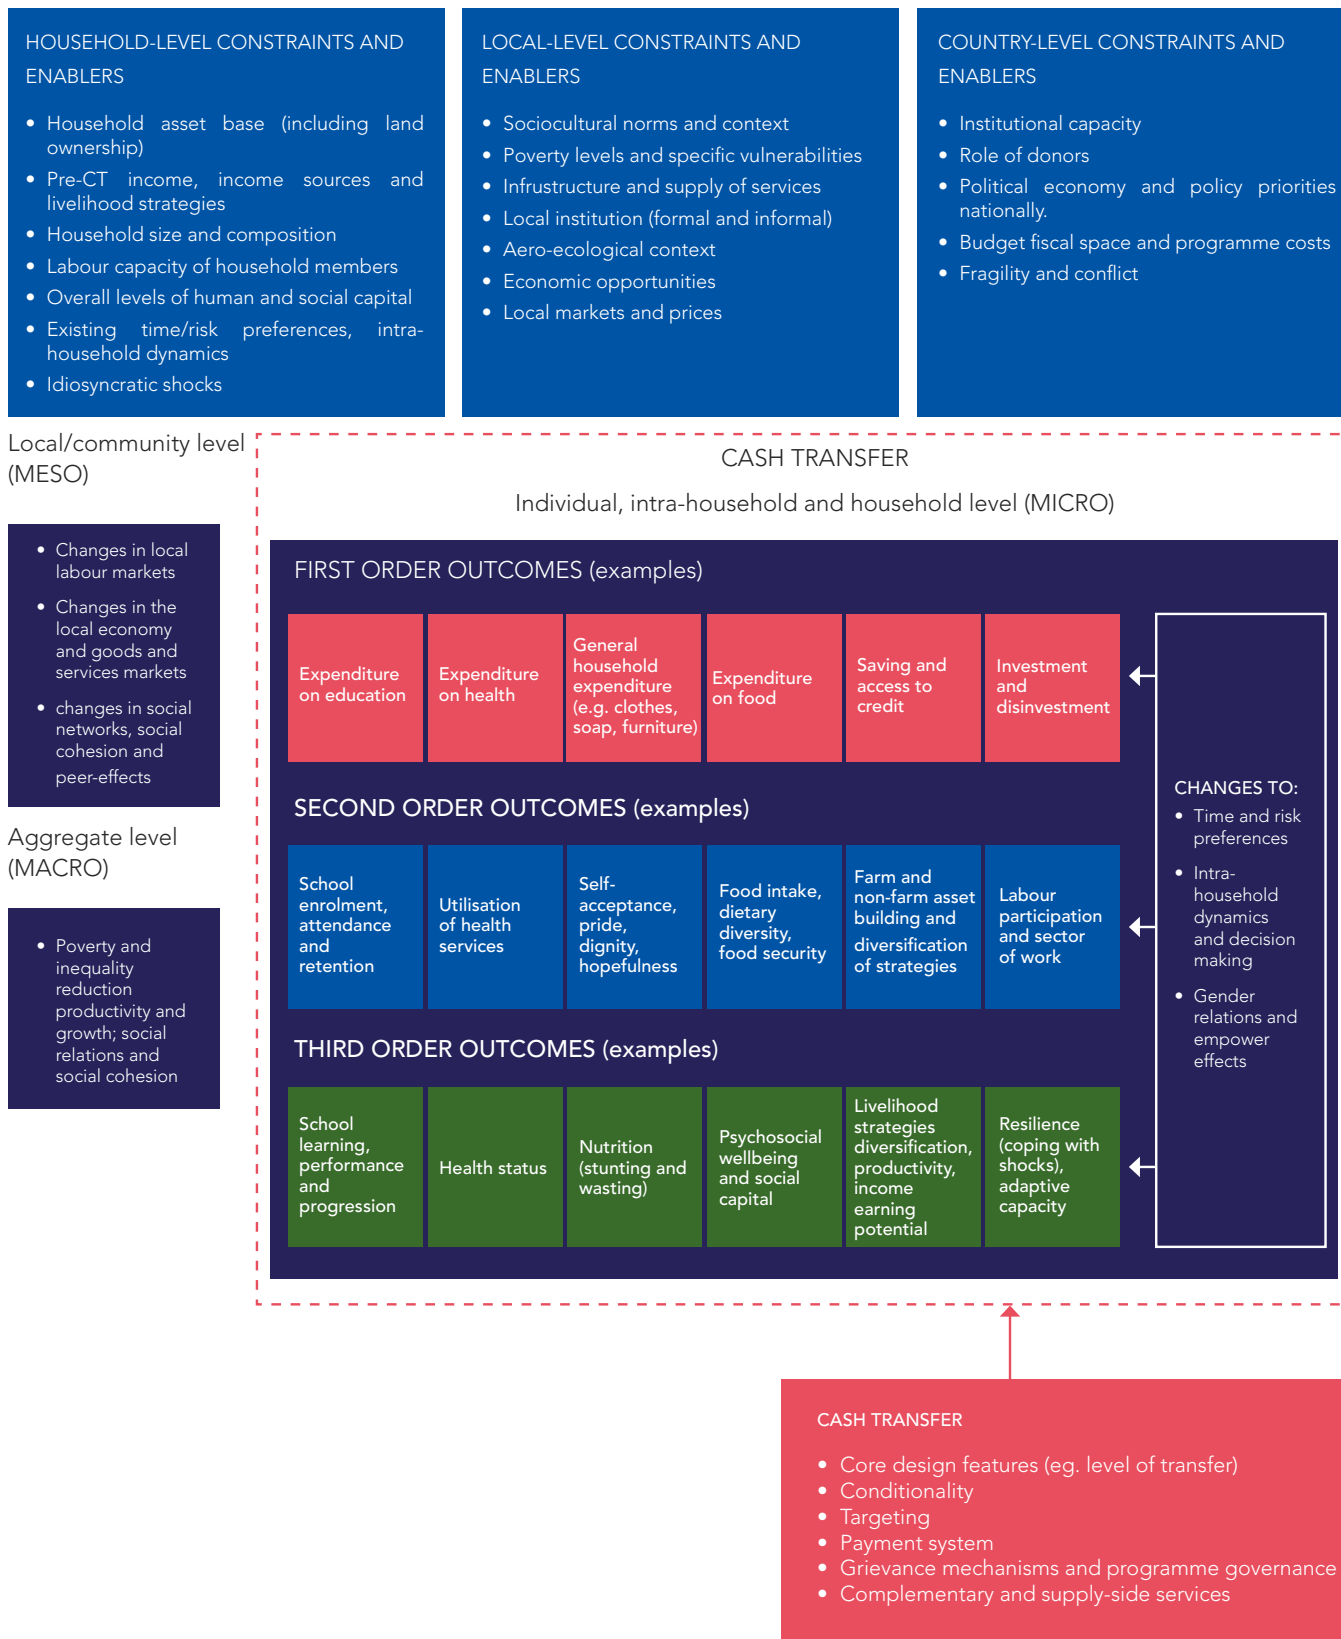 HOUSEHOLD-LEVEL CONSTRAINTS AND
ENABLERS
• Household asset base (including land
ownership)
• Pre-CT income, income sources and
livelihood strategies
• Household size and composition
• Labour capacity of household members
• Overall levels of human and social capital
• Existing time/risk preferences, intra-
household dynamics
• Idiosyncratic shocks
LOCAL-LEVEL CONSTRAINTS AND
ENABLERS
• Sociocultural norms and context
• Poverty levels and specific vulnerabilities
• Infrustructure and supply of services
• Local institution (formal and informal)
• Aero-ecological context
• Economic opportunities
• Local markets and prices
COUNTRY-LEVEL CONSTRAINTS AND
ENABLERS
• Institutional capacity
• Role of donors
• Political economy and policy priorities
nationally.
• Budget fiscal space and programme costs
• Fragility and conflict
Local/community level
(MESO)
• Changes in local
labour markets
• Changes in the
local economy
and goods and
services markets
• changes in social
networks, social
cohesion and
peer-effects
Aggregate level
(MACRO)
• Poverty and
inequality
reduction
productivity and
growth; social
relations and
social cohesion
CASH TRANSFER
Individual, intra-household and household level (MICRO)
FIRST ORDER OUTCOMES (examples)
Expenditure
on education
Expenditure
on health
General
household
expenditure
(e.g. clothes,
soap, furniture)
Expenditure
on food
Saving and
access to
credit
Investment
and
disinvestment
SECOND ORDER OUTCOMES (examples)
School
enrolment,
attendance
and
retention
Utilisation
of health
services
Self-
acceptance,
pride,
dignity,
hopefulness
Food intake,
dietary
diversity,
food security
Farm and
non-farm asset
building and
diversification
of strategies
Labour
participation
and sector
of work
THIRD ORDER OUTCOMES (examples)
School
learning,
performance
and
progression
Health status
Nutrition
(stunting and
wasting)
Psychosocial
wellbeing
and social
capital
Livelihood
strategies
diversification,
productivity,
income
earning
potential
Resilience
(coping with
shocks),
adaptive
capacity
CHANGES TO:
• Time and risk
preferences
• Intra-
household
dynamics
and decision
making
• Gender
relations and
empower
effects
CASH TRANSFER
• Core design features (eg. level of transfer)
• Conditionality
• Targeting
• Payment system
• Grievance mechanisms and programme governance
• Complementary and supply-side services